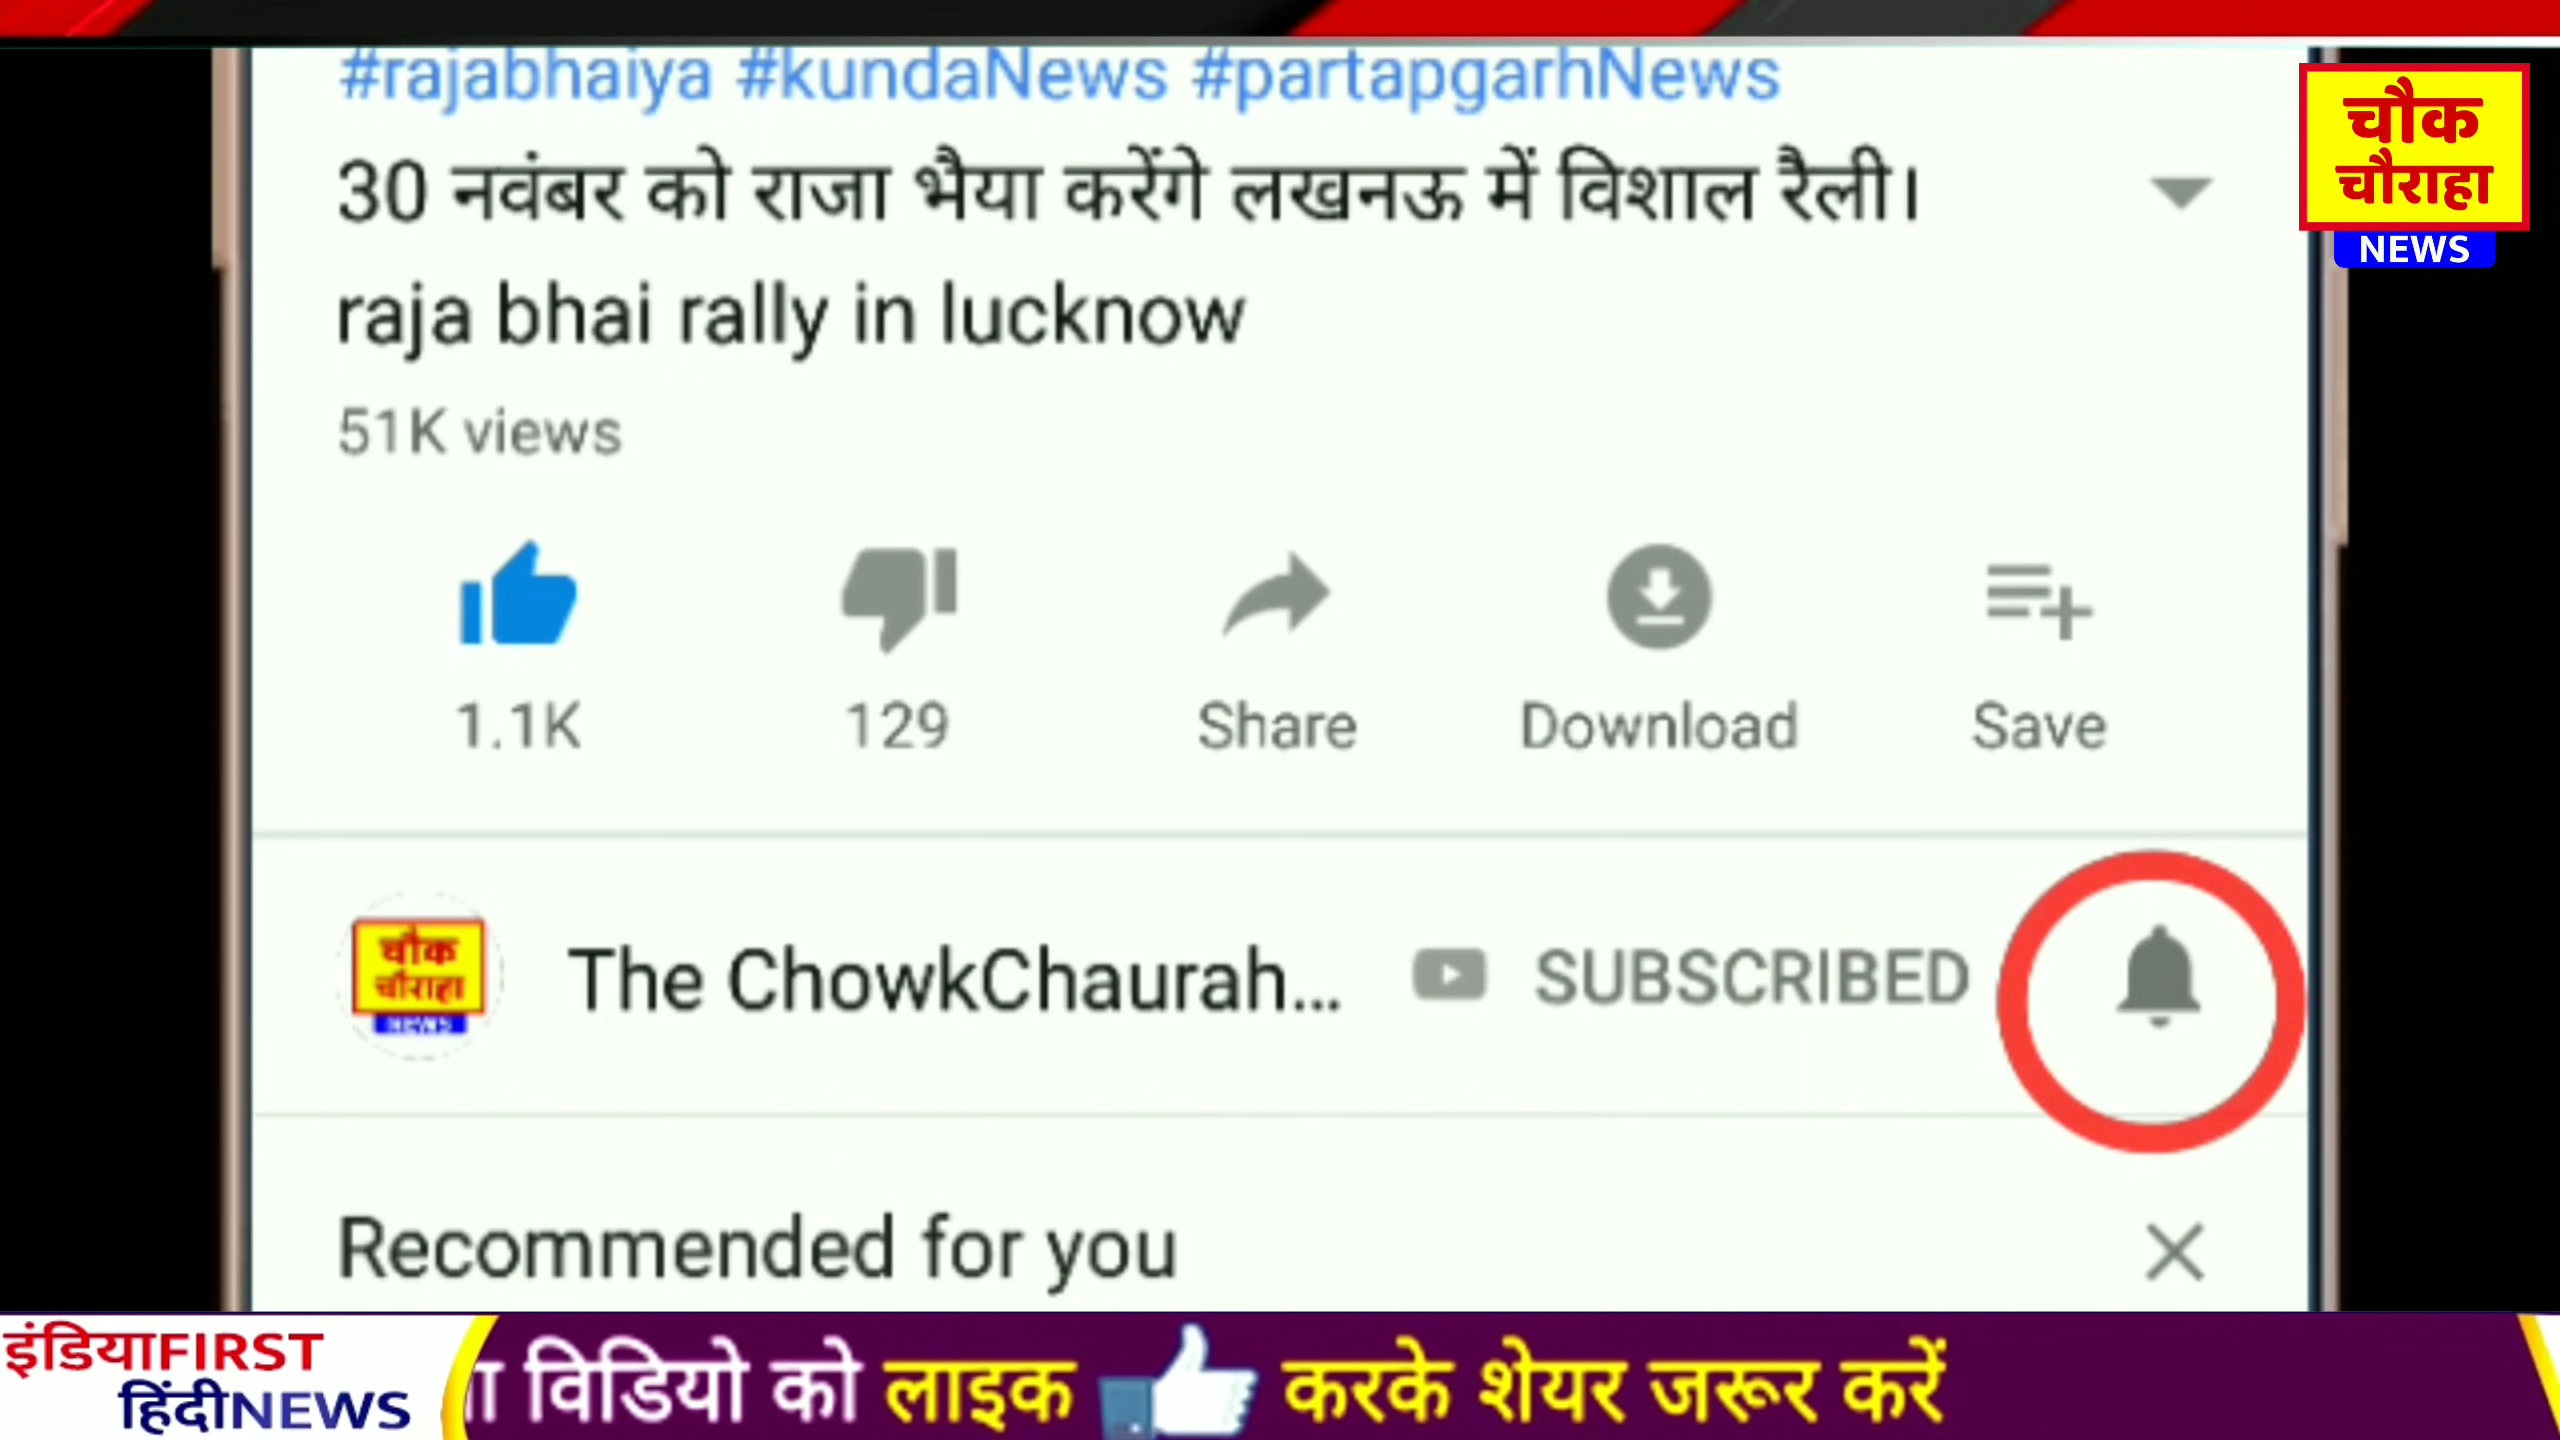 #rajabhaiya #kundaNews #partapgarhNews
30 नवंबर को राजा भैया करेंगे लखनऊ में विशाल रैली।
raja bhai rally in lucknow
51K views
1.1K 129 Share Download Save
चौक
चौराहा
NEWS
The ChowkChaurah... SUBSCRIBED
Recommended for you
चौक
चौराहा
NEWS
इंडियाFIRST
हिंदीNEWS
विडियो को लाइक करके शेयर जरूर करें